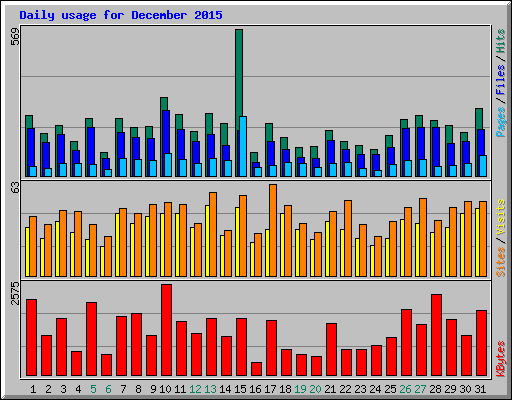 Daily usage for December 2015
569
63
2575
Pages / Files / Hits
Sites / Visits
KBytes
1 2 3 4 5 6 7 8 9 10 11 12 13 14 15 16 17 18 19 20 21 22 23 24 25 26 27 28 29 30 31